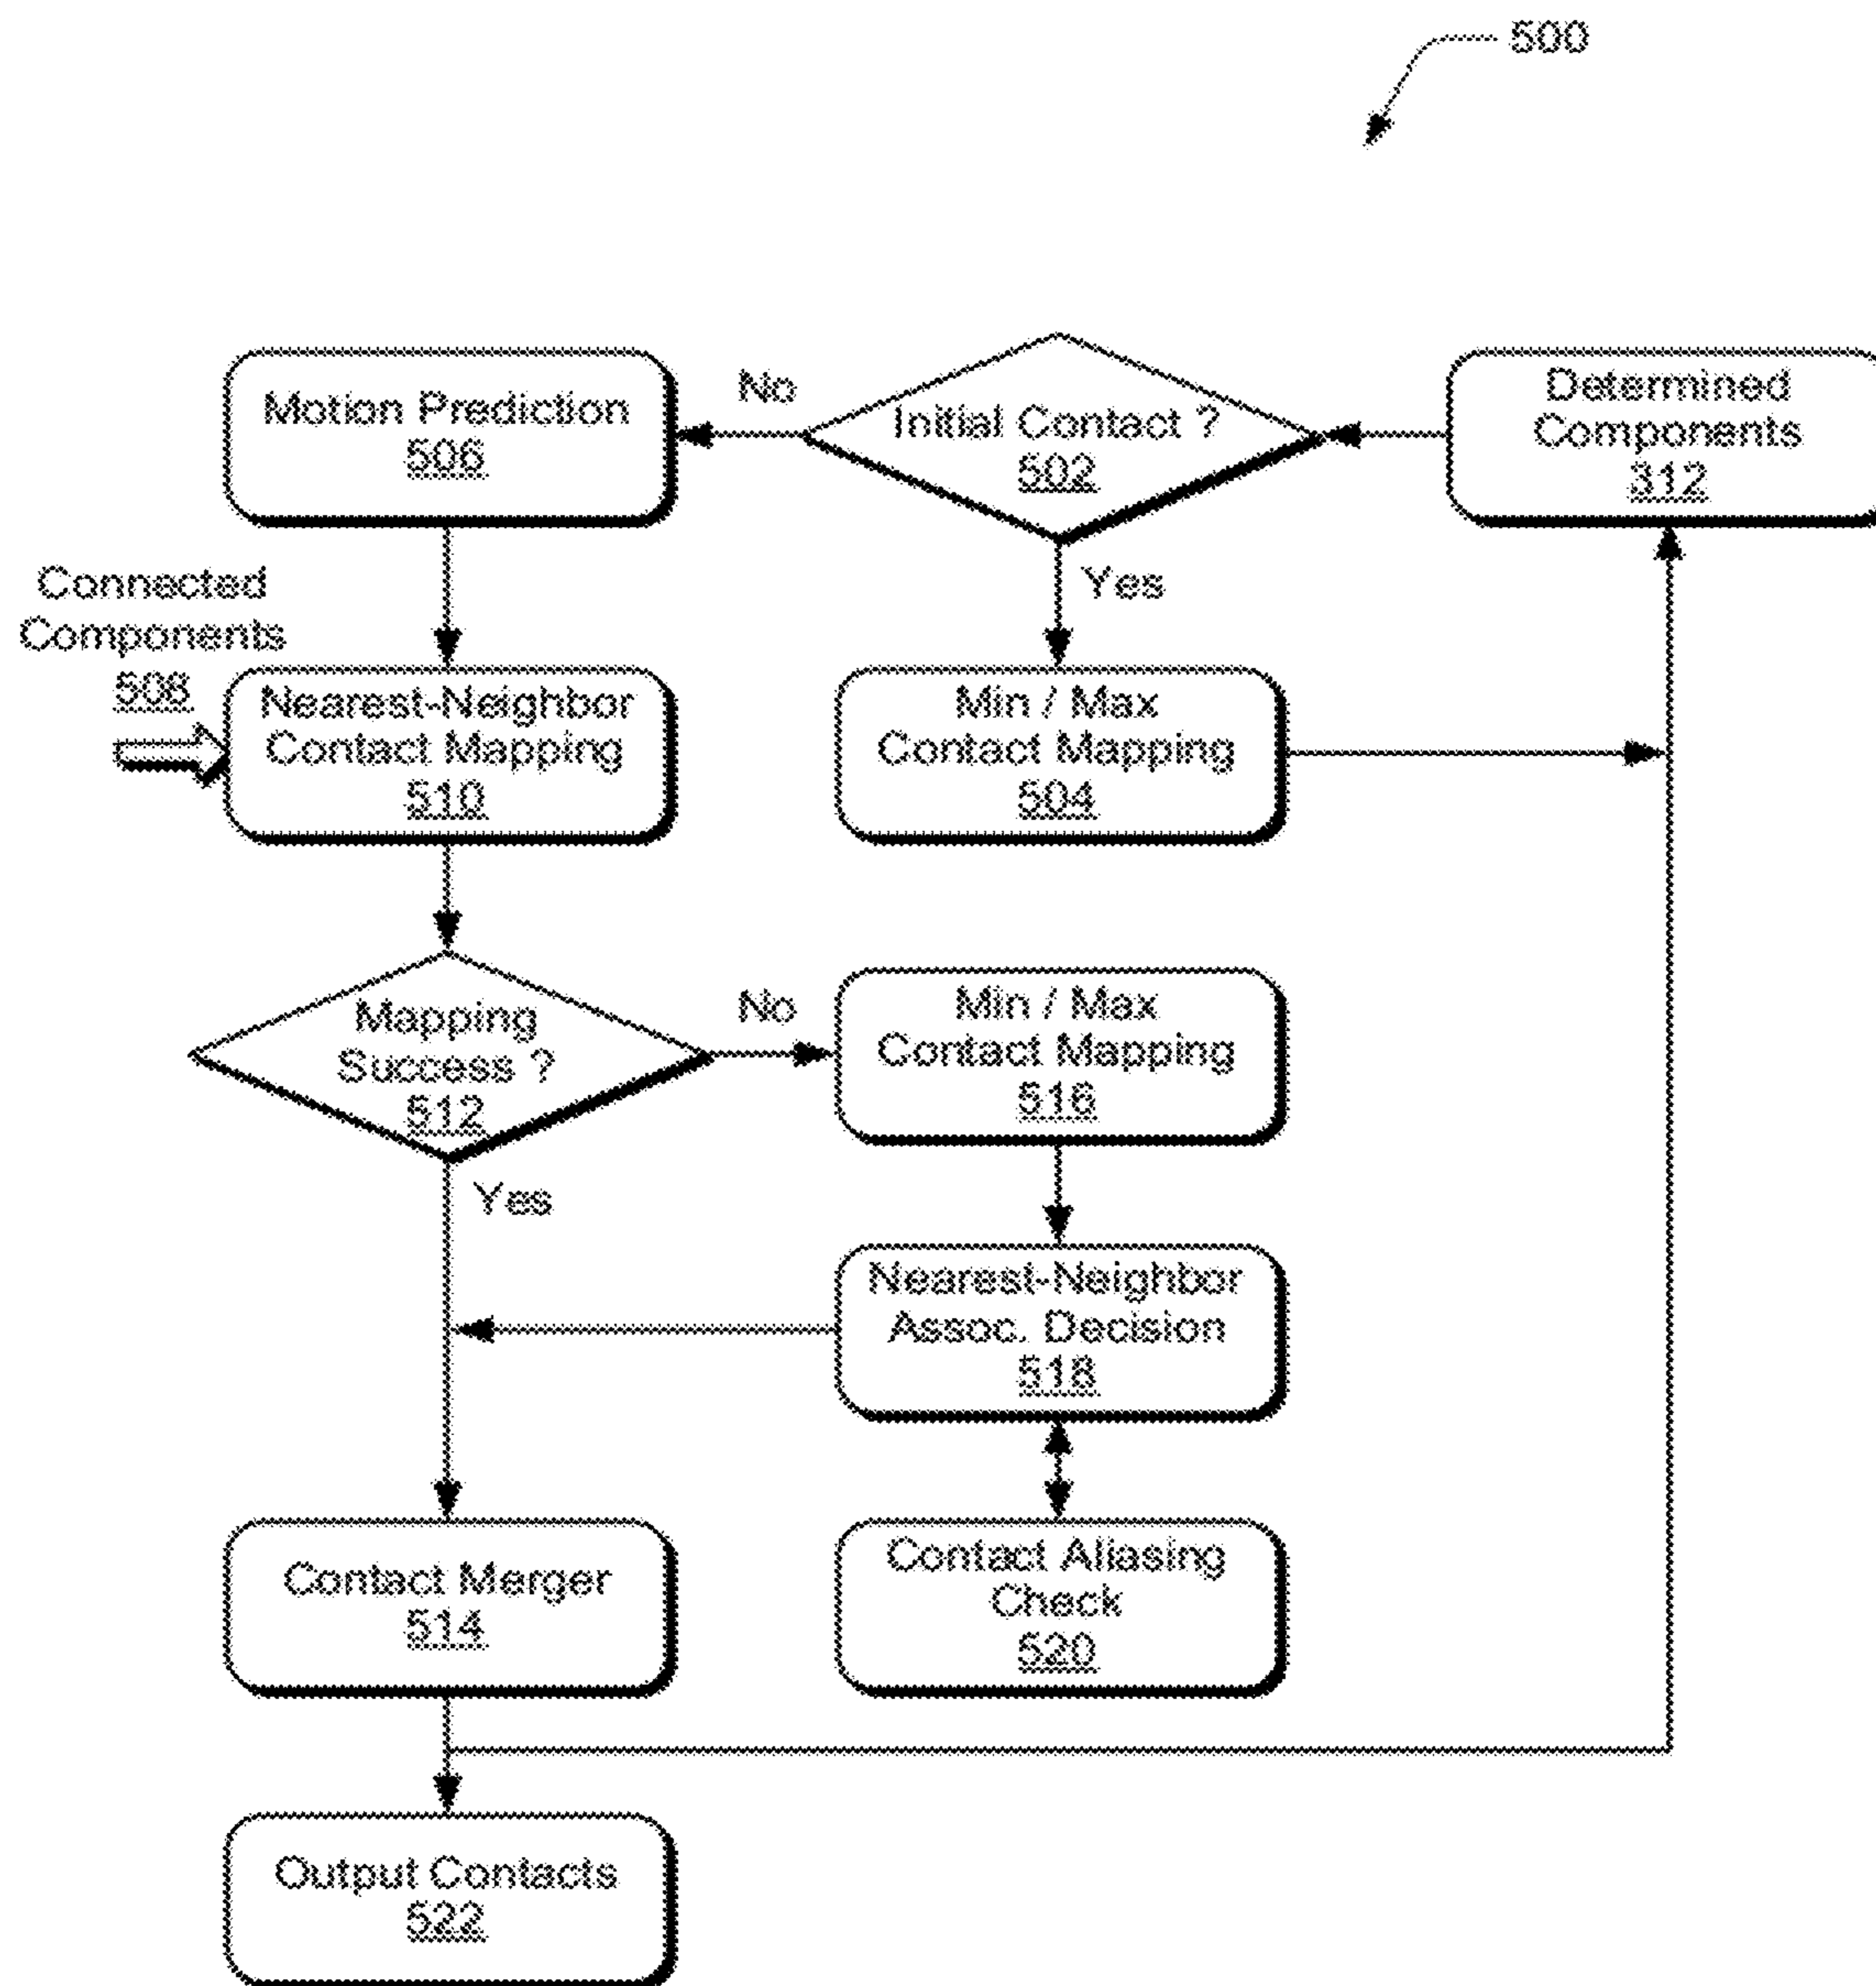 500
Motion Prediction
506
No
Initial Contact ?
502
Determined
Components
312
Yes
Connected
Components
508
Nearest-Neighbor
Contact Mapping
510
Min / Max
Contact Mapping
504
Mapping
Success ?
512
No
Min / Max
Contact Mapping
516
Yes
Nearest-Neighbor
Assoc. Decision
518
Contact Merger
514
Contact Aliasing
Check
520
Output Contacts
522